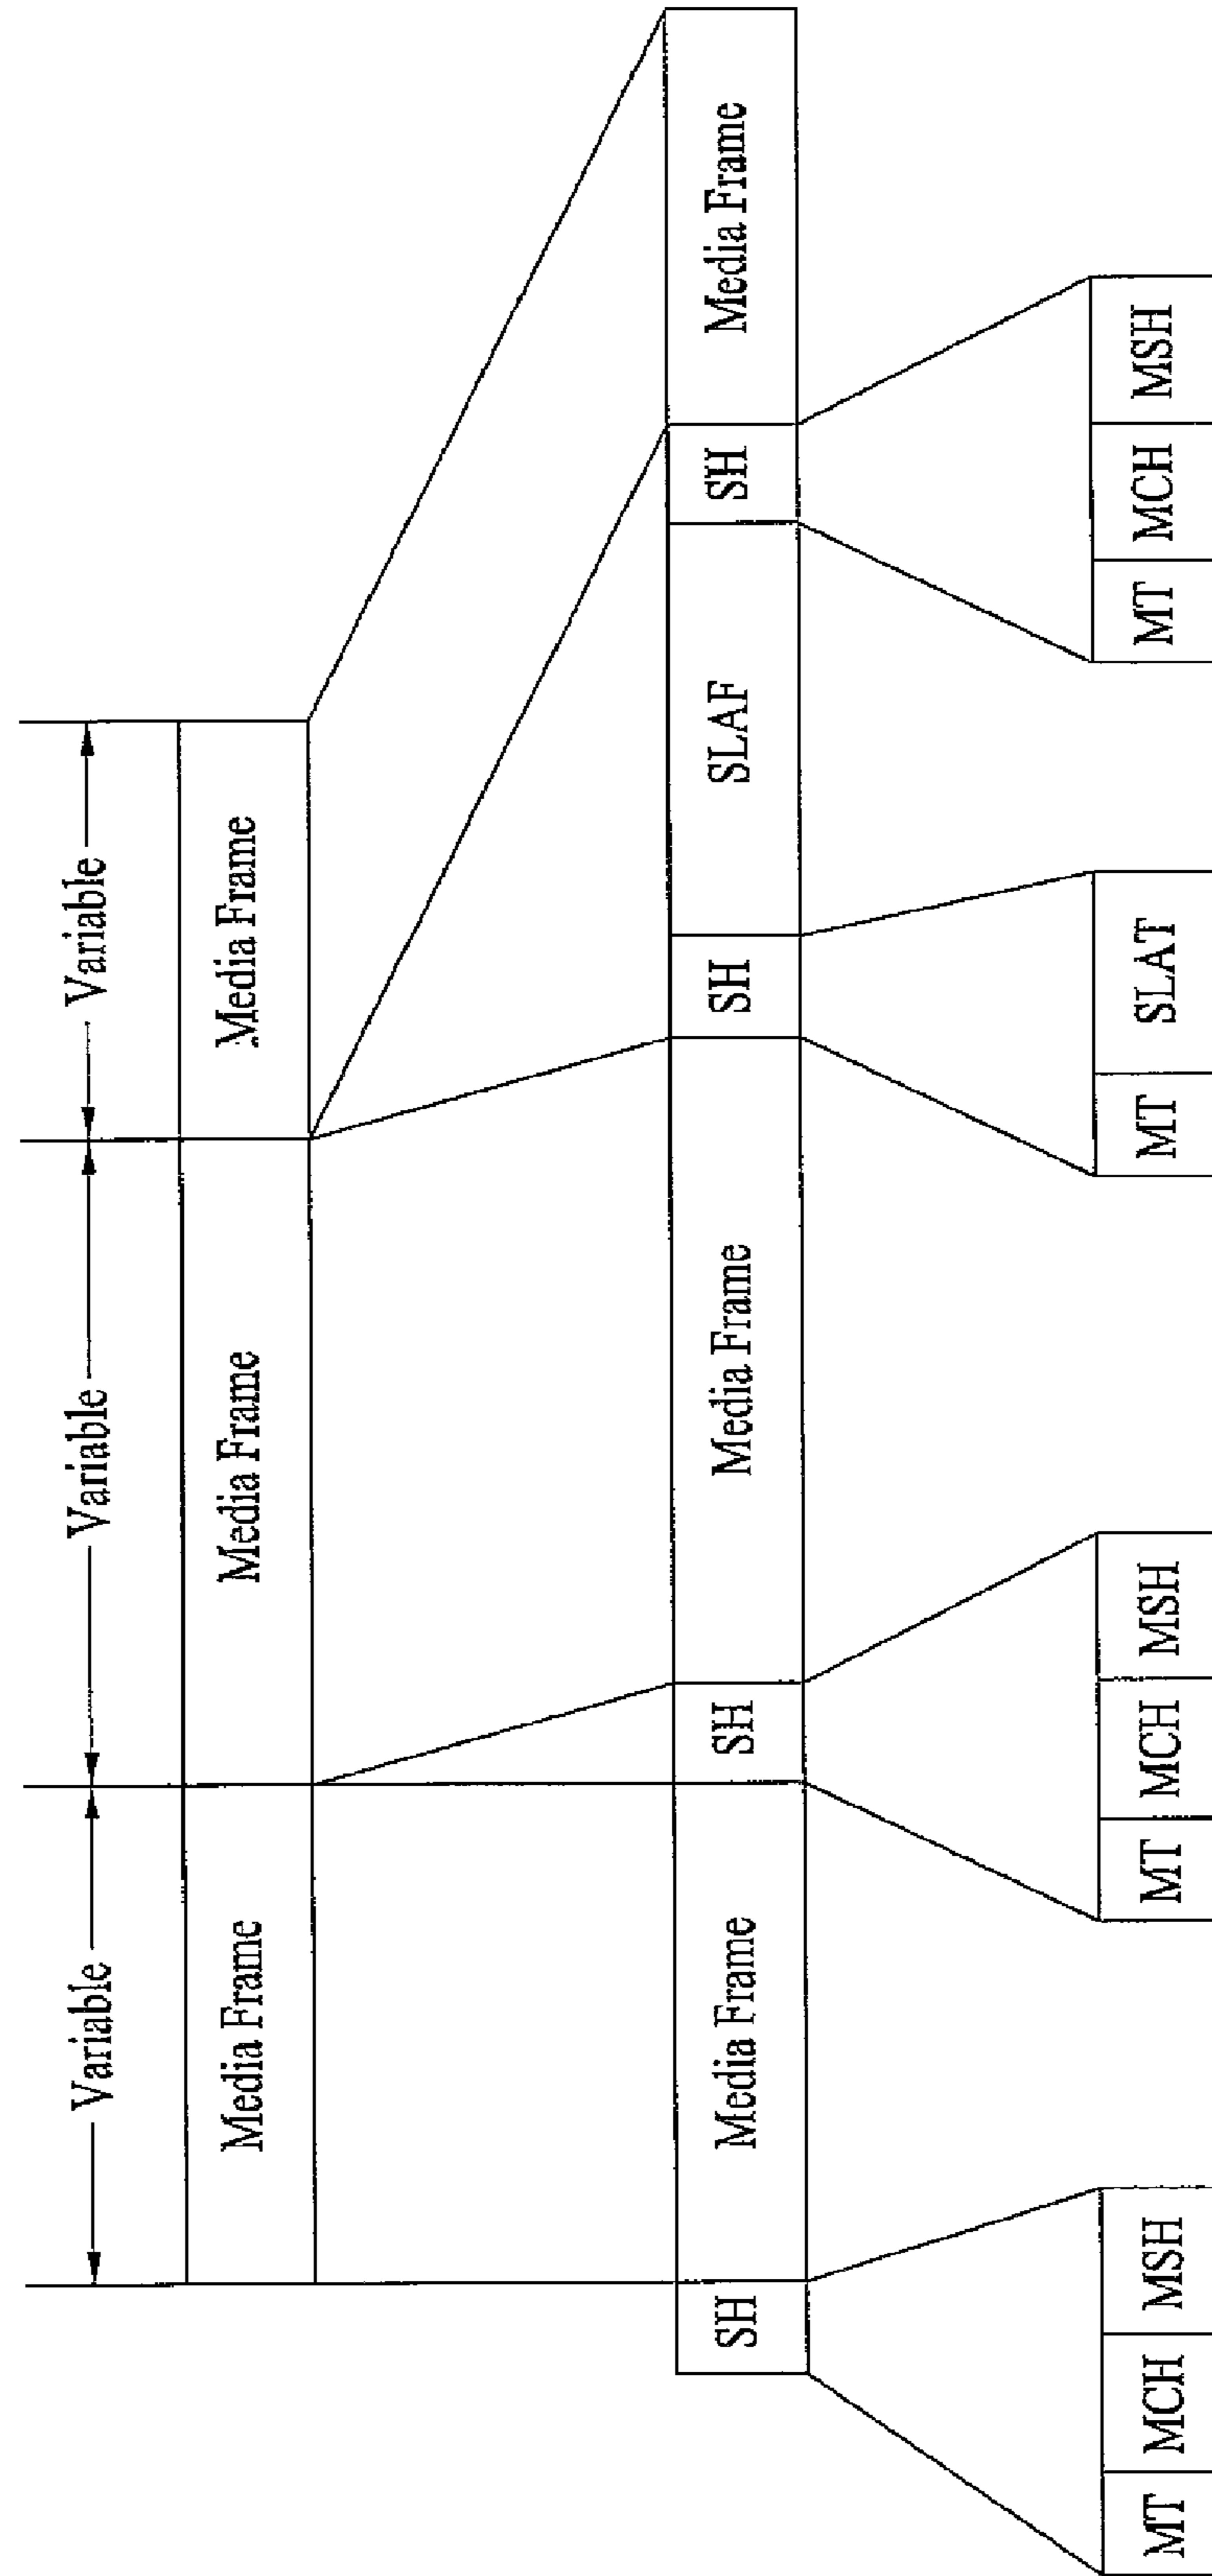 Variable Variable Variable
Media Frame Media Frame Media Frame
SH Media Frame SH Media Frame SH SLAF SH Media Frame
MT MCH MSH MT MCH MSH MT SLAT MT MCH MSH